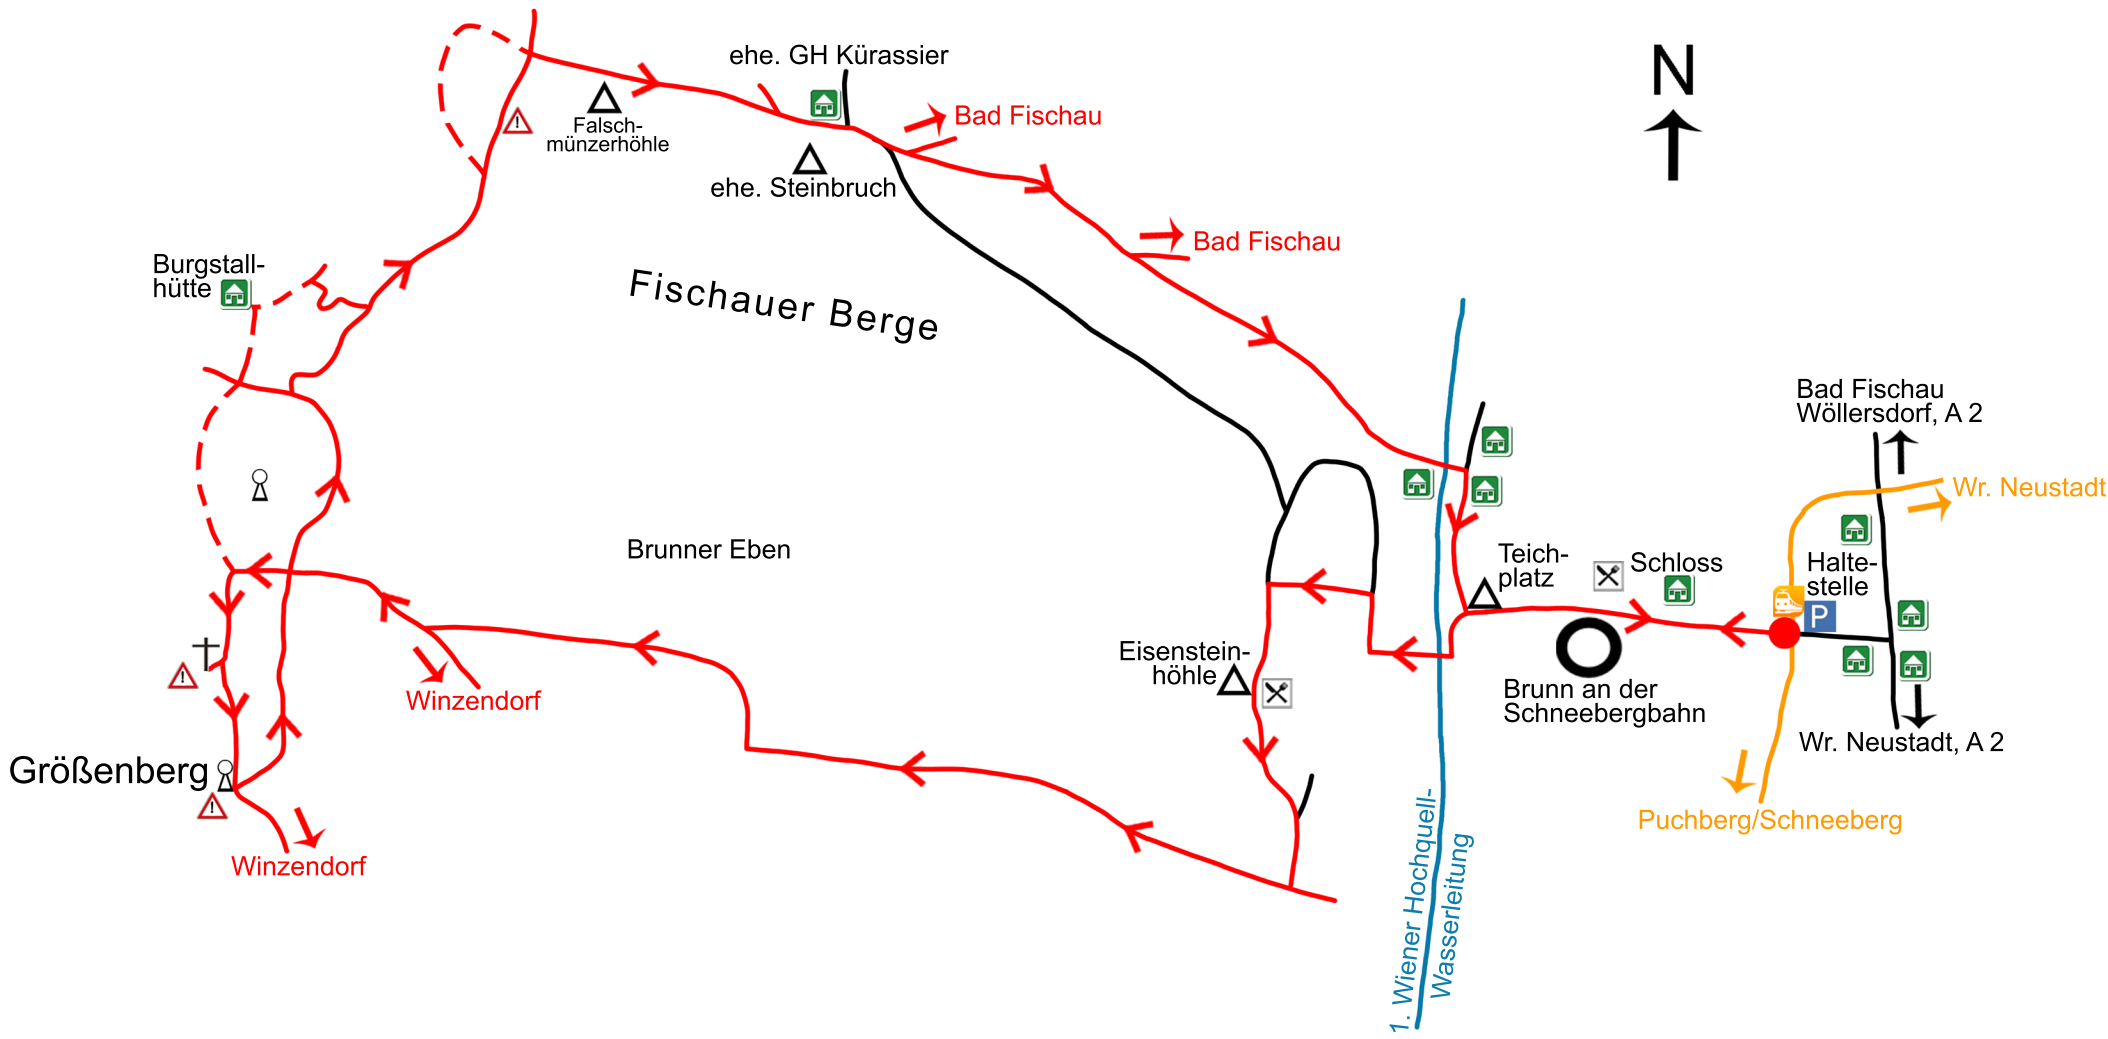 ehe. GH Kürassier
N
Bad Fischau
Falsch-
münzerhöhle
ehe. Steinbruch
Bad Fischau
Burgstall-
hütte
Fischauer Berge
Bad Fischau
Wöllersdorf, A 2
Wr. Neustadt
Brunner Eben
Teich-
platz
Schloss
Halte-
stelle
P
Eisenstein-
höhle
Winzendorf
Brunn an der
Schneebergbahn
Wr. Neustadt, A 2
Größenberg
Puchberg/Schneeberg
Winzendorf
1. Wiener Hochquell-
Wasserleitung